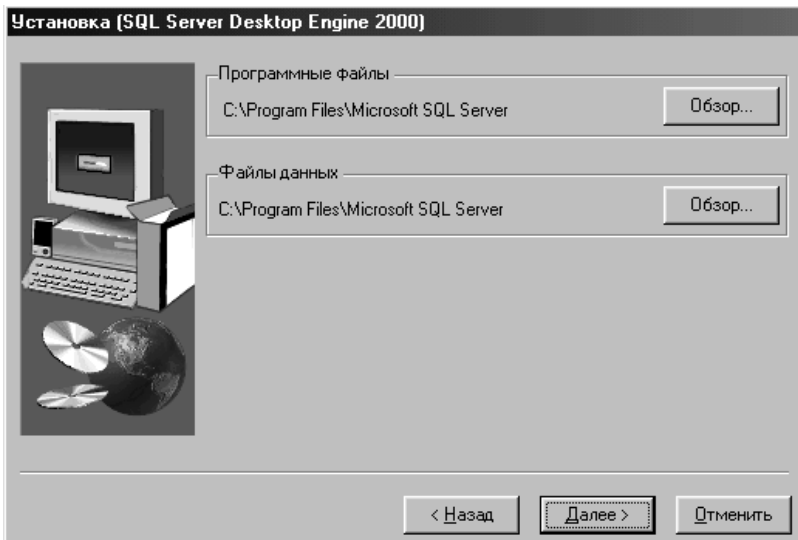 Установка (SQL Server Desktop Engine 2000)
Программные файлы
C:\Program Files\Microsoft SQL Server
Обзор...
Файлы данных
C:\Program Files\Microsoft SQL Server
Обзор...
< Назад
Далее >
Отменить